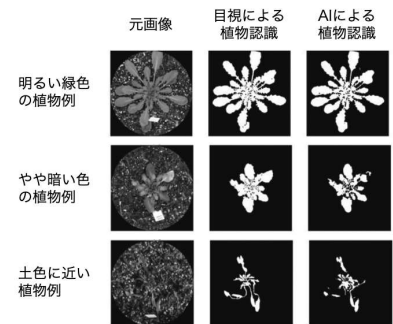 元画像
目視による
植物認識
AIによる
植物認識
明るい緑色
の植物例
やや暗い色
の植物例
土色に近い
植物例